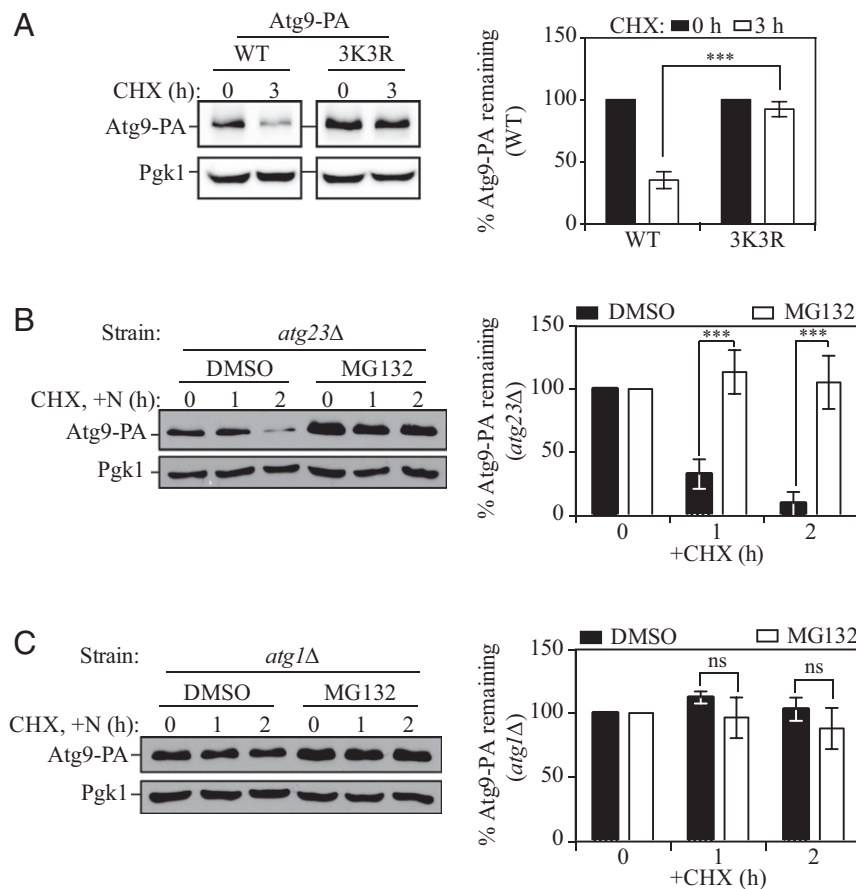 A
Atg9-PA
WT 3K3R
CHX (h): 0 3 0 3
Atg9-PA
Pgk1
CHX: 0 h 3 h
***
150
100
50
0
% Atg9-PA remaining
(WT)
WT 3K3R
B
Strain: atg23Δ
DMSO MG132
CHX, +N (h): 0 1 2 0 1 2
Atg9-PA
Pgk1
DMSO MG132
*** ***
150
100
50
0
% Atg9-PA remaining
(atg23Δ)
0 1 2
+CHX (h)
C
Strain: atg1Δ
DMSO MG132
CHX, +N (h): 0 1 2 0 1 2
Atg9-PA
Pgk1
DMSO MG132
ns ns
150
100
50
0
% Atg9-PA remaining
(atg1Δ)
0 1 2
+CHX (h)